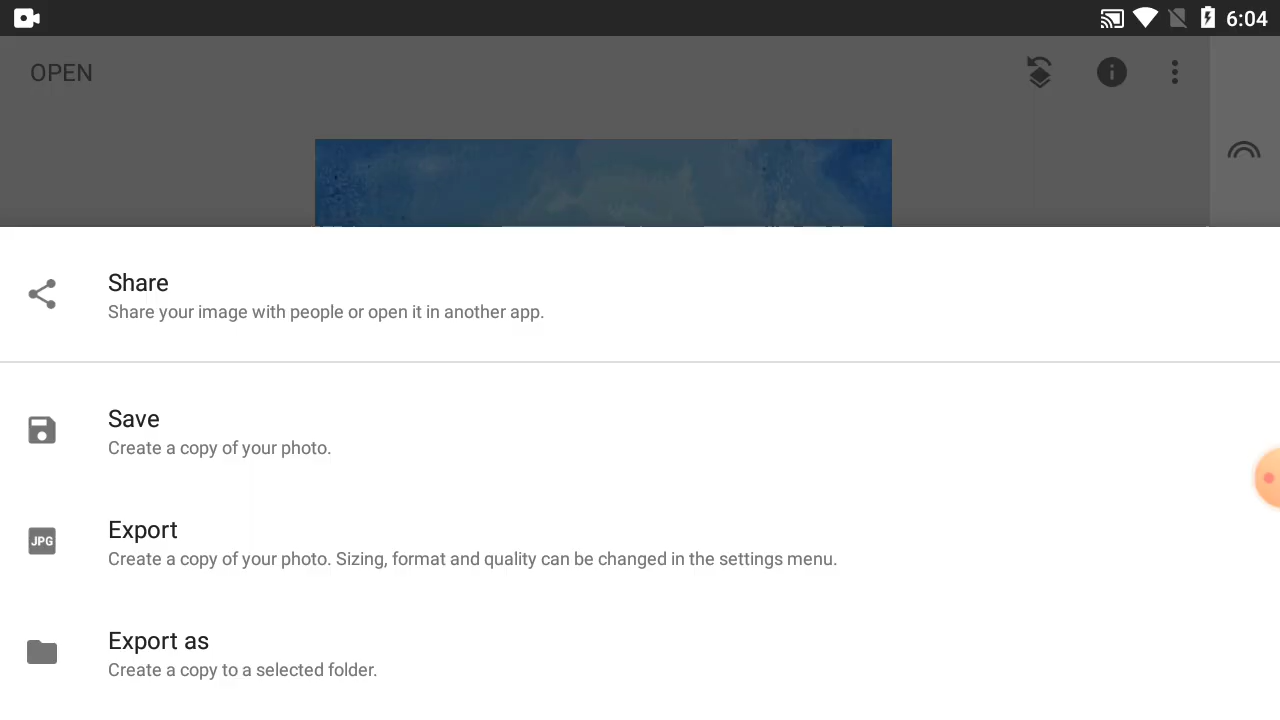 6:04
OPEN
Share
Share your image with people or open it in another app.
Save
Create a copy of your photo.
JPG
Export
Create a copy of your photo. Sizing, format and quality can be changed in the settings menu.
Export as
Create a copy to a selected folder.